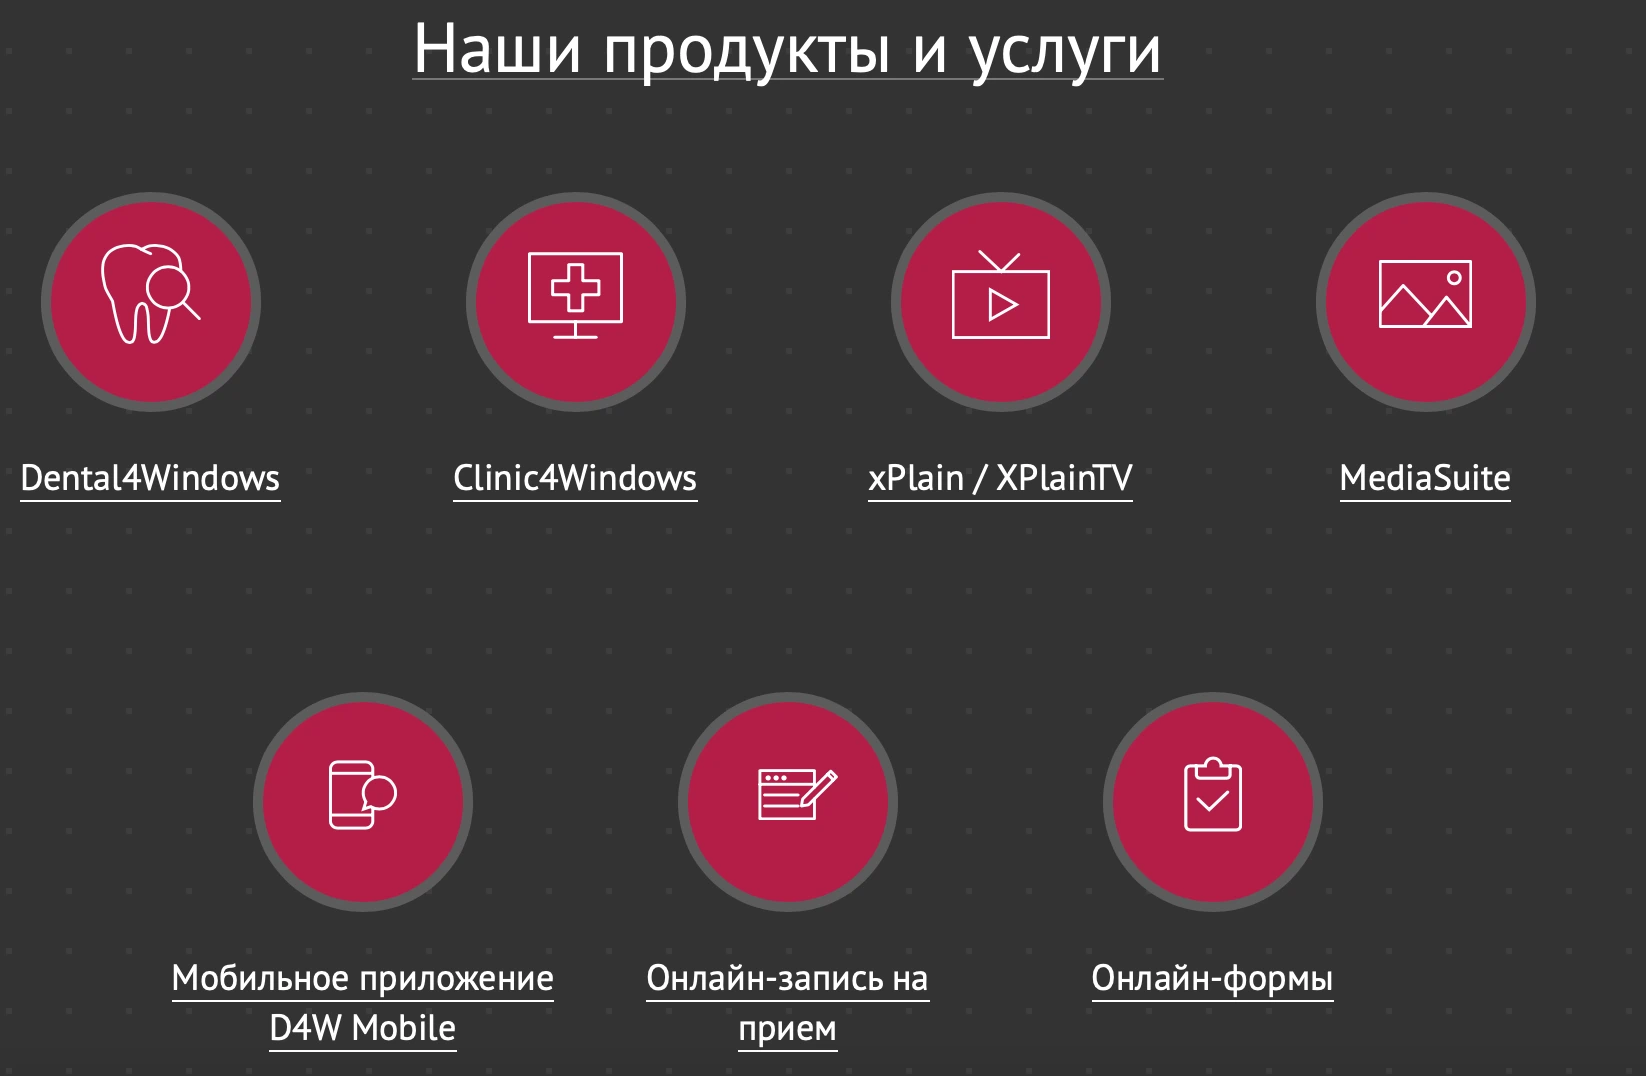 Наши продукты и услуги
Dental4Windows
Clinic4Windows
xPlain / XPlainTV
MediaSuite
Мобильное приложение
D4W Mobile
Онлайн-запись на
прием
Онлайн-формы